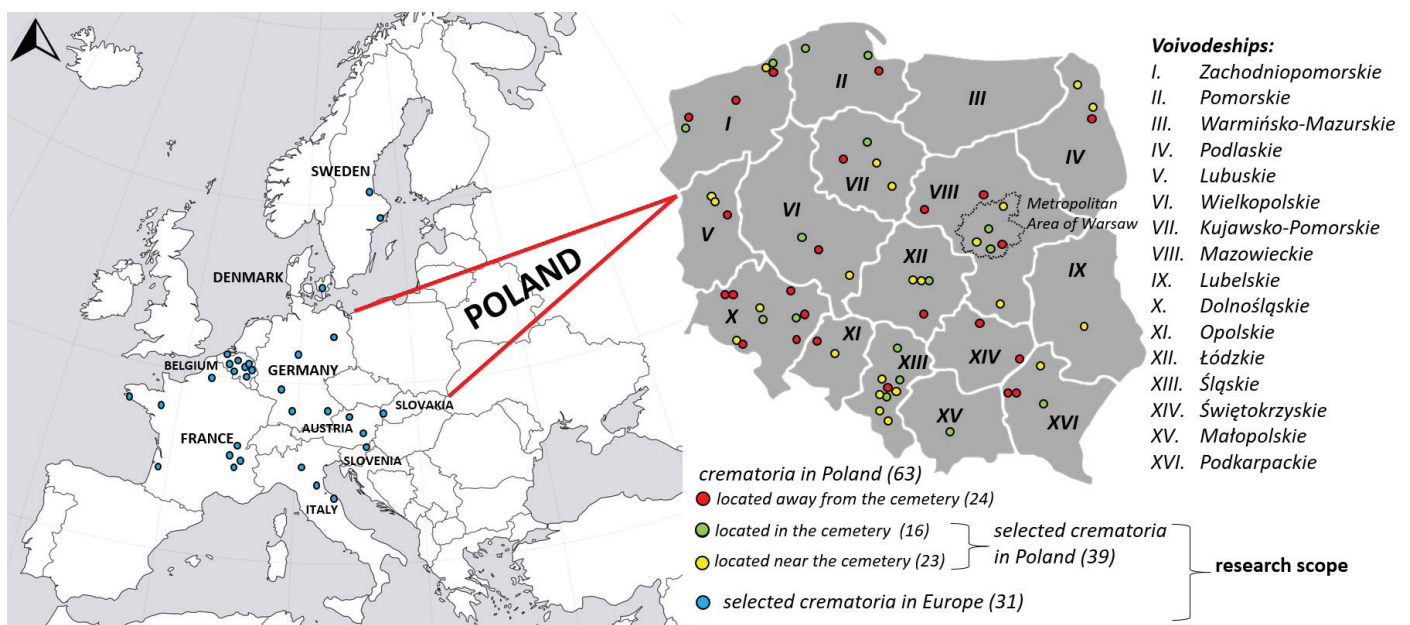 SWEDEN
DENMARK
BELGIUM
GERMANY
SLOVAKIA
AUSTRIA
FRANCE
SLOVENIA
ITALY
POLAND
I
II
III
IV
V
VI
VII
VIII
Metropolitan
Area of Warsaw
IX
X
XI
XII
XIII
XIV
XV
XVI
Voivodeships:
I. Zachodniopomorskie
II. Pomorskie
III. Warmińsko-Mazurskie
IV. Podlaskie
V. Lubuskie
VI. Wielkopolskie
VII. Kujawsko-Pomorskie
VIII. Mazowieckie
IX. Lubelskie
X. Dolnośląskie
XI. Opolskie
XII. Łódzkie
XIII. Śląskie
XIV. Świętokrzyskie
XV. Małopolskie
XVI. Podkarpackie
crematoria in Poland (63)
located away from the cemetery (24)
located in the cemetery (16)
located near the cemetery (23)
selected crematoria
in Poland (39)
selected crematoria in Europe (31)
research scope